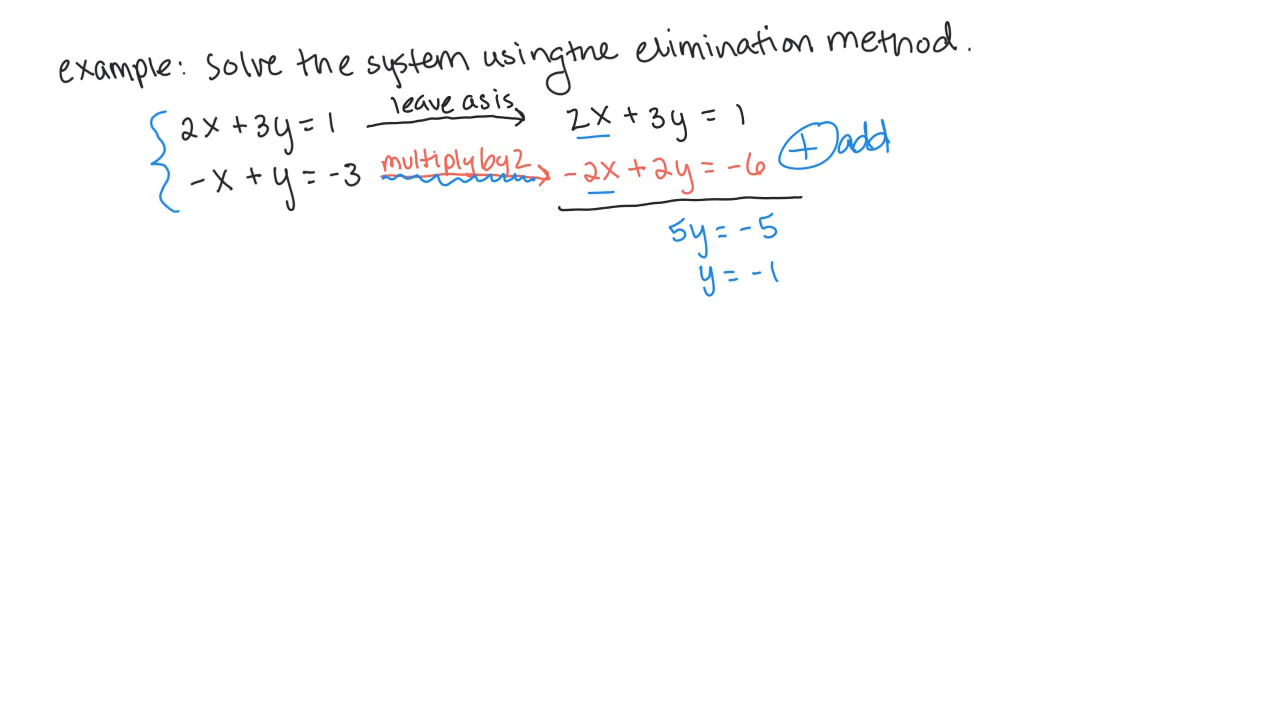 example: solve the system using the elimination method.
2x + 3y = 1 leave as is 2x + 3y = 1
-x + y = -3 multiply by 2 -2x + 2y = -6 + add
5y = -5
y = -1